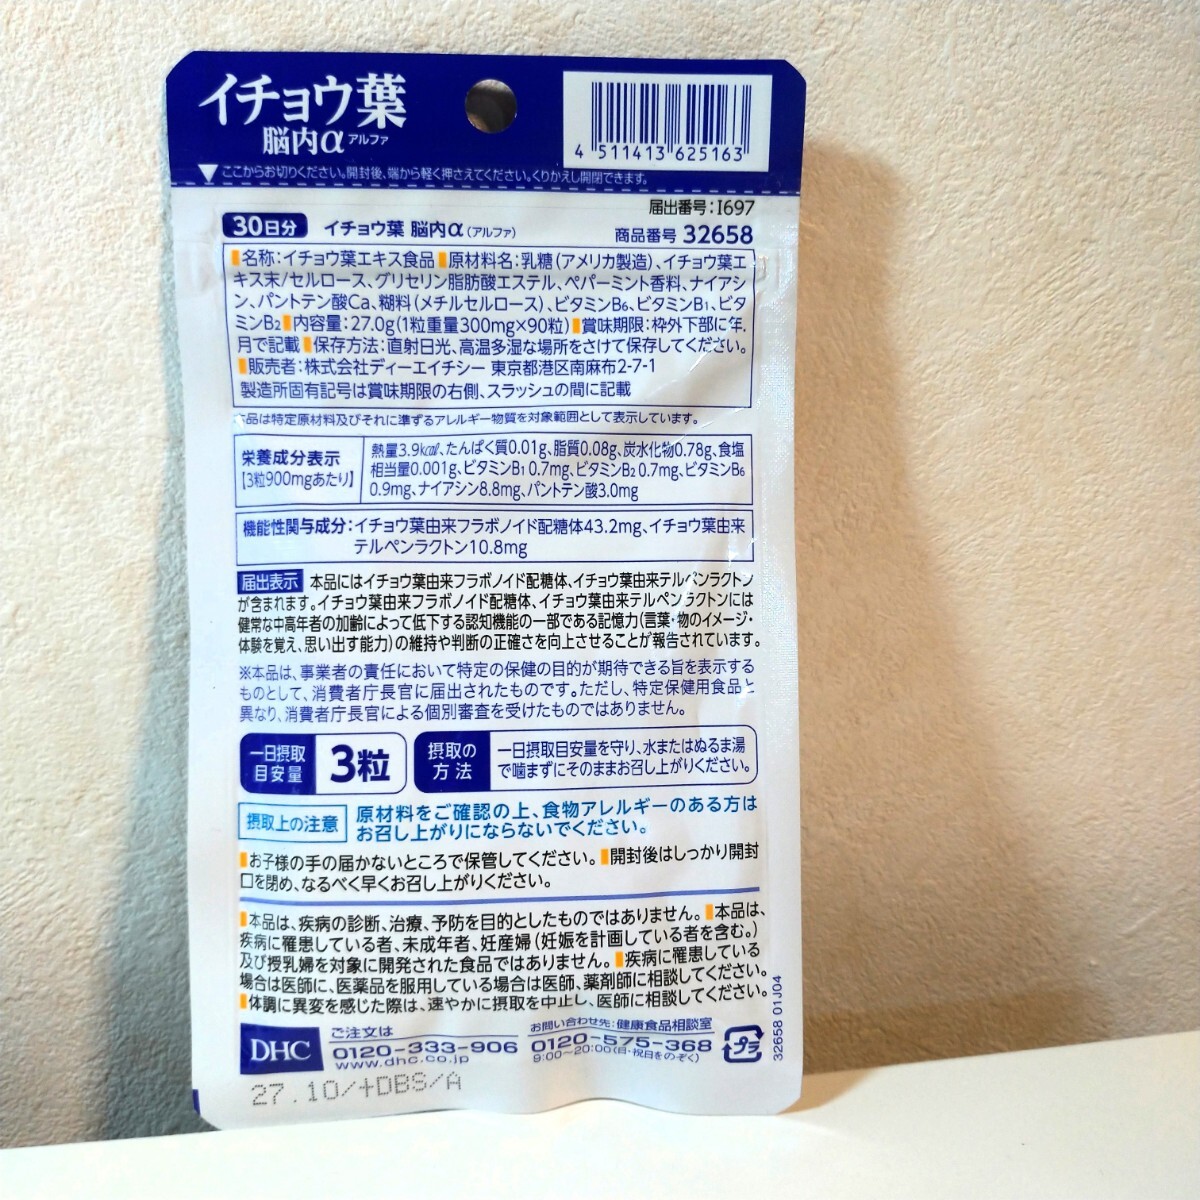 イチョウ葉
脳内α アルファ
4 511413 625163
▼ここからお切りください。開封後、端から軽く押さえてください。くりかえし開閉できます。
届出番号:I697
30日分 イチョウ葉 脳内α(アルファ) 商品番号 32658
名称:イチョウ葉エキス食品 原材料名:乳糖(アメリカ製造)、イチョウ葉エ
キス末/セルロース、グリセリン脂肪酸エステル、ペパーミント香料、ナイアシ
ン、パントテン酸Ca、糊料(メチルセルロース)、ビタミンB6、ビタミンB1、ビタ
ミンB2 内容量:27.0g(1粒重量300mg×90粒) 賞味期限:枠外下部に年.
月で記載 保存方法:直射日光、高温多湿な場所をさけて保存してください。
販売者:株式会社ディーエイチシー 東京都港区南麻布2-7-1
製造所固有記号は賞味期限の右側、スラッシュの間に記載
本品は特定原材料及びそれに準ずるアレルギー物質を対象範囲として表示しています。
栄養成分表示
[3粒900mgあたり]
熱量3.9kcal、たんぱく質0.01g、脂質0.08g、炭水化物0.78g、食塩
相当量0.001g、ビタミンB1 0.7mg、ビタミンB2 0.7mg、ビタミンB6
0.9mg、ナイアシン8.8mg、パントテン酸3.0mg
機能性関与成分:イチョウ葉由来フラボノイド配糖体43.2mg、イチョウ葉由来
テルペンラクトン10.8mg
届出表示 本品にはイチョウ葉由来フラボノイド配糖体、イチョウ葉由来テルペンラクトン
が含まれます。イチョウ葉由来フラボノイド配糖体、イチョウ葉由来テルペンラクトンには
健常な中高年者の加齢によって低下する認知機能の一部である記憶力(言葉・物のイメージ・
体験を覚え、思い出す能力)の維持や判断の正確さを向上させることが報告されています。
※本品は、事業者の責任において特定の保健の目的が期待できる旨を表示する
ものとして、消費者庁長官に届出されたものです。ただし、特定保健用食品と
異なり、消費者庁長官による個別審査を受けたものではありません。
一日摂取
目安量
3粒
摂取の
方法
一日摂取目安量を守り、水またはぬるま湯
で噛まずにそのままお召し上がりください。
摂取上の注意
原材料をご確認の上、食物アレルギーのある方は
お召し上がりにならないでください。
お子様の手の届かないところで保管してください。 開封後はしっかり開封
口を閉め、なるべく早くお召し上がりください。
本品は、疾病の診断、治療、予防を目的としたものではありません。 本品は、
疾病に罹患している者、未成年者、妊産婦(妊娠を計画している者を含む。)
及び授乳婦を対象に開発された食品ではありません。 疾病に罹患している
場合は医師に、医薬品を服用している場合は医師、薬剤師に相談してください。
体調に異変を感じた際は、速やかに摂取を中止し、医師に相談してください。
DHC
ご注文は
0120-333-906
www.dhc.co.jp
お問い合わせ先:健康食品相談室
0120-575-368
9:00~20:00(日・祝日をのぞく)
プラ
32658 01J04
27.10/+DBS/A